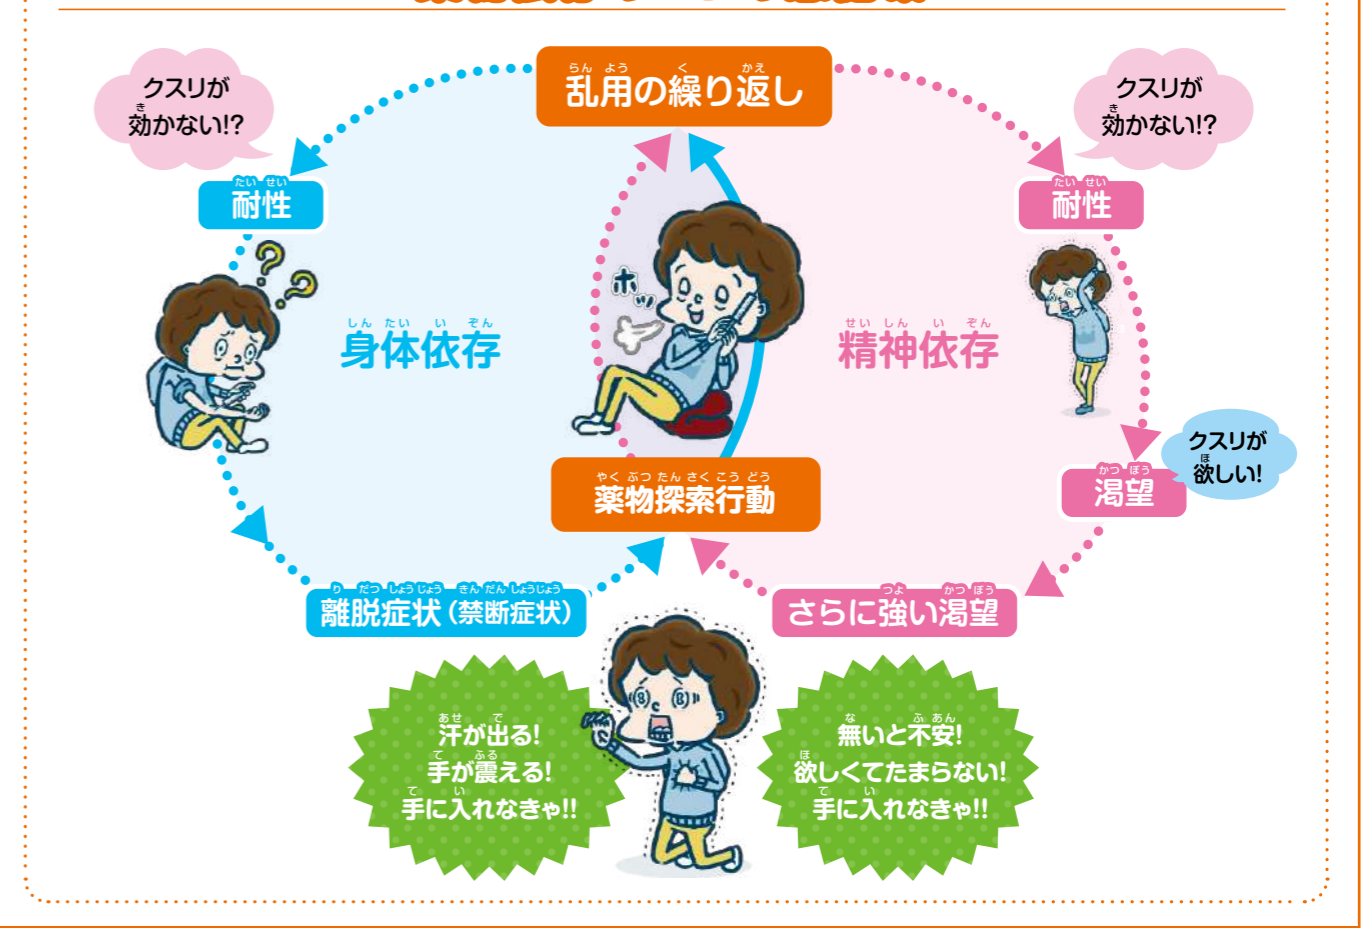 乱用の繰り返し
クスリが
効かない!?
耐性
身体依存
離脱症状(禁断症状)
汗が出る!
手が震える!
手に入れなきゃ!!
クスリが
効かない!?
耐性
精神依存
クスリが
欲しい!
渇望
さらに強い渇望
無いと不安!
欲しくてたまらない!
手に入れなきゃ!!
薬物探索行動
ホッ